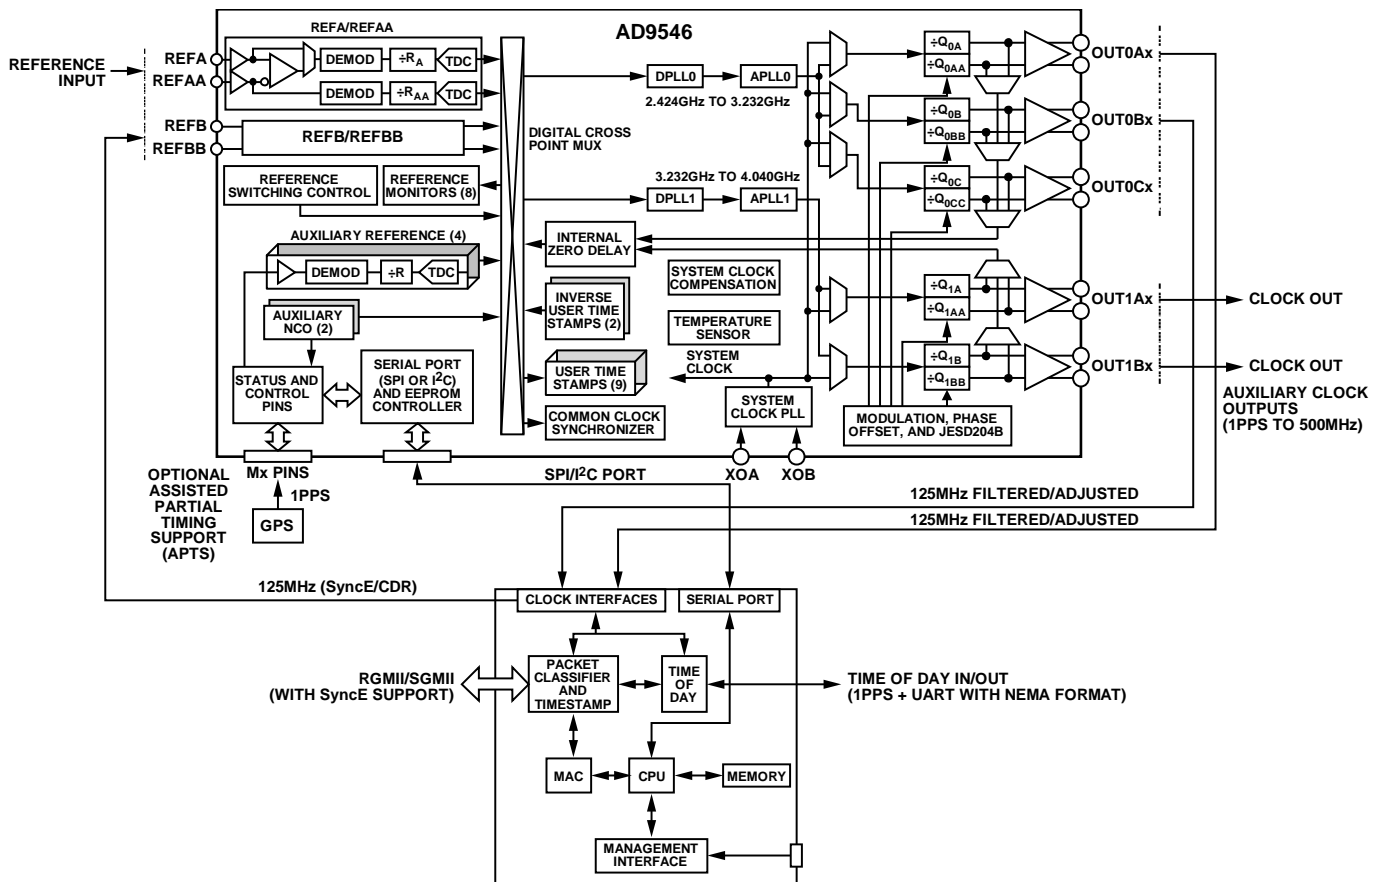 AD9546
REFA/REFAA
REFERENCE
INPUT
REFA
REFAA
DEMOD
÷RA
TDC
DEMOD
÷RAA
TDC
REFB
REFBB
REFB/REFBB
DIGITAL CROSS
POINT MUX
REFERENCE
SWITCHING CONTROL
REFERENCE
MONITORS (8)
AUXILIARY REFERENCE (4)
DEMOD
÷R
TDC
AUXILIARY
NCO (2)
STATUS AND
CONTROL
PINS
SERIAL PORT
(SPI OR I2C)
AND EEPROM
CONTROLLER
DPLL0
APLL0
2.424GHz TO 3.232GHz
3.232GHz TO 4.040GHz
DPLL1
APLL1
INTERNAL
ZERO DELAY
INVERSE
USER TIME
STAMPS (2)
USER TIME
STAMPS (9)
COMMON CLOCK
SYNCHRONIZER
SYSTEM CLOCK
COMPENSATION
TEMPERATURE
SENSOR
SYSTEM
CLOCK
SYSTEM
CLOCK PLL
MODULATION, PHASE
OFFSET, AND JESD204B
÷Q0A
÷Q0AA
÷Q0B
÷Q0BB
÷Q0C
÷Q0CC
÷Q1A
÷Q1AA
÷Q1B
÷Q1BB
OUT0Ax
OUT0Bx
OUT0Cx
OUT1Ax
OUT1Bx
CLOCK OUT
CLOCK OUT
AUXILIARY CLOCK
OUTPUTS
(1PPS TO 500MHz)
Mx PINS
SPI/I2C PORT
XOA
XOB
OPTIONAL
ASSISTED
PARTIAL
TIMING
SUPPORT
(APTS)
1PPS
GPS
125MHz FILTERED/ADJUSTED
125MHz FILTERED/ADJUSTED
125MHz (SyncE/CDR)
CLOCK INTERFACES
SERIAL PORT
RGMII/SGMII
(WITH SyncE SUPPORT)
PACKET
CLASSIFIER
AND
TIMESTAMP
TIME
OF
DAY
TIME OF DAY IN/OUT
(1PPS + UART WITH NEMA FORMAT)
MAC
CPU
MEMORY
MANAGEMENT
INTERFACE